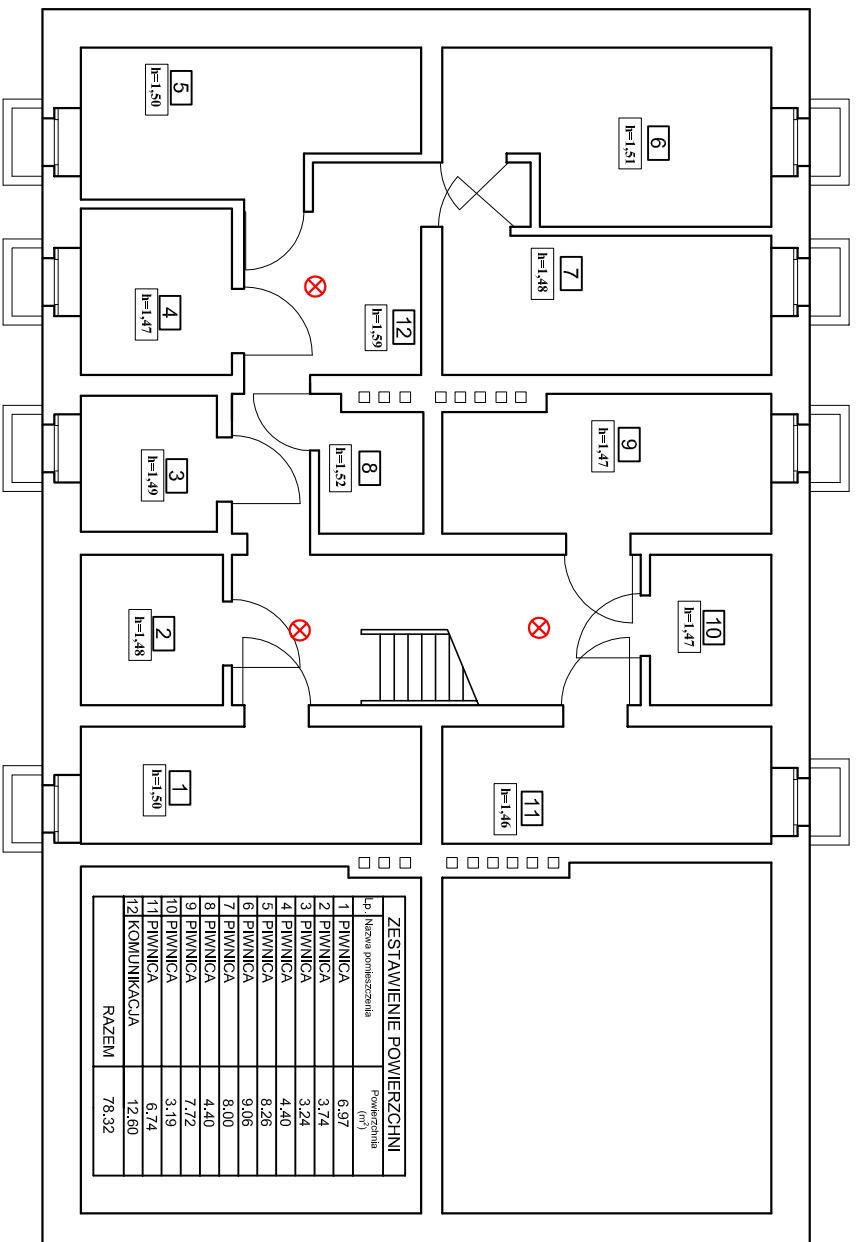 5
h=1,50
6
h=1,51
4
h=1,47
12
h=1,59
7
h=1,48
3
h=1,49
8
h=1,52
9
h=1,47
2
h=1,48
10
h=1,47
1
h=1,50
11
h=1,46
ZESTAWIENIE POWIERZCHNI
Lp. Nazwa pomieszczenia Powierzchnia (m²)
1 PIWNICA 6.97
2 PIWNICA 3.74
3 PIWNICA 3.24
4 PIWNICA 4.40
5 PIWNICA 8.26
6 PIWNICA 9.06
7 PIWNICA 8.00
8 PIWNICA 4.40
9 PIWNICA 7.72
10 PIWNICA 3.19
11 PIWNICA 6.74
12 KOMUNIKACJA 12.60
RAZEM 78.32